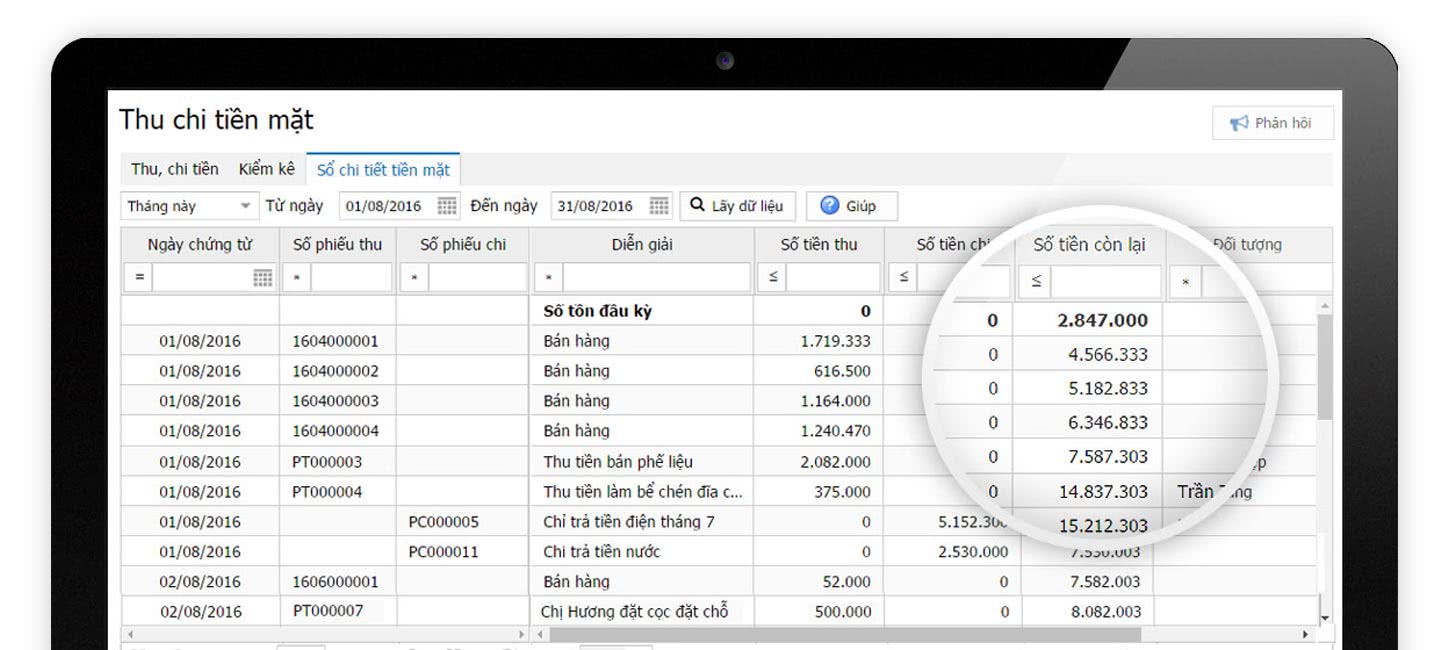 Thu chi tiền mặt
Phản hồi
Thu, chi tiền Kiểm kê Sổ chi tiết tiền mặt
Tháng này Từ ngày 01/08/2016 Đến ngày 31/08/2016 Lấy dữ liệu Giúp
Ngày chứng từ Số phiếu thu Số phiếu chi Diễn giải Số tiền thu Số tiền chi Số tiền còn lại Đối tượng
= * * * ≤ ≤ ≤ *
Số tồn đầu kỳ 0 0 2.847.000
01/08/2016 1604000001 Bán hàng 1.719.333 0 4.566.333
01/08/2016 1604000002 Bán hàng 616.500 0 5.182.833
01/08/2016 1604000003 Bán hàng 1.164.000 0 6.346.833
01/08/2016 1604000004 Bán hàng 1.240.470 0 7.587.303
01/08/2016 PT000003 Thu tiền bán phế liệu 2.082.000 0 14.837.303
01/08/2016 PT000004 Thu tiền làm bể chén đĩa c... 375.000 0 15.212.303 Trần
01/08/2016 PC000005 Chi trả tiền điện tháng 7 0 5.152.300
01/08/2016 PC000011 Chi trả tiền nước 0 2.530.000 7.530.003
02/08/2016 1606000001 Bán hàng 52.000 0 7.582.003
02/08/2016 PT000007 Chị Hương đặt cọc đặt chỗ 500.000 0 8.082.003